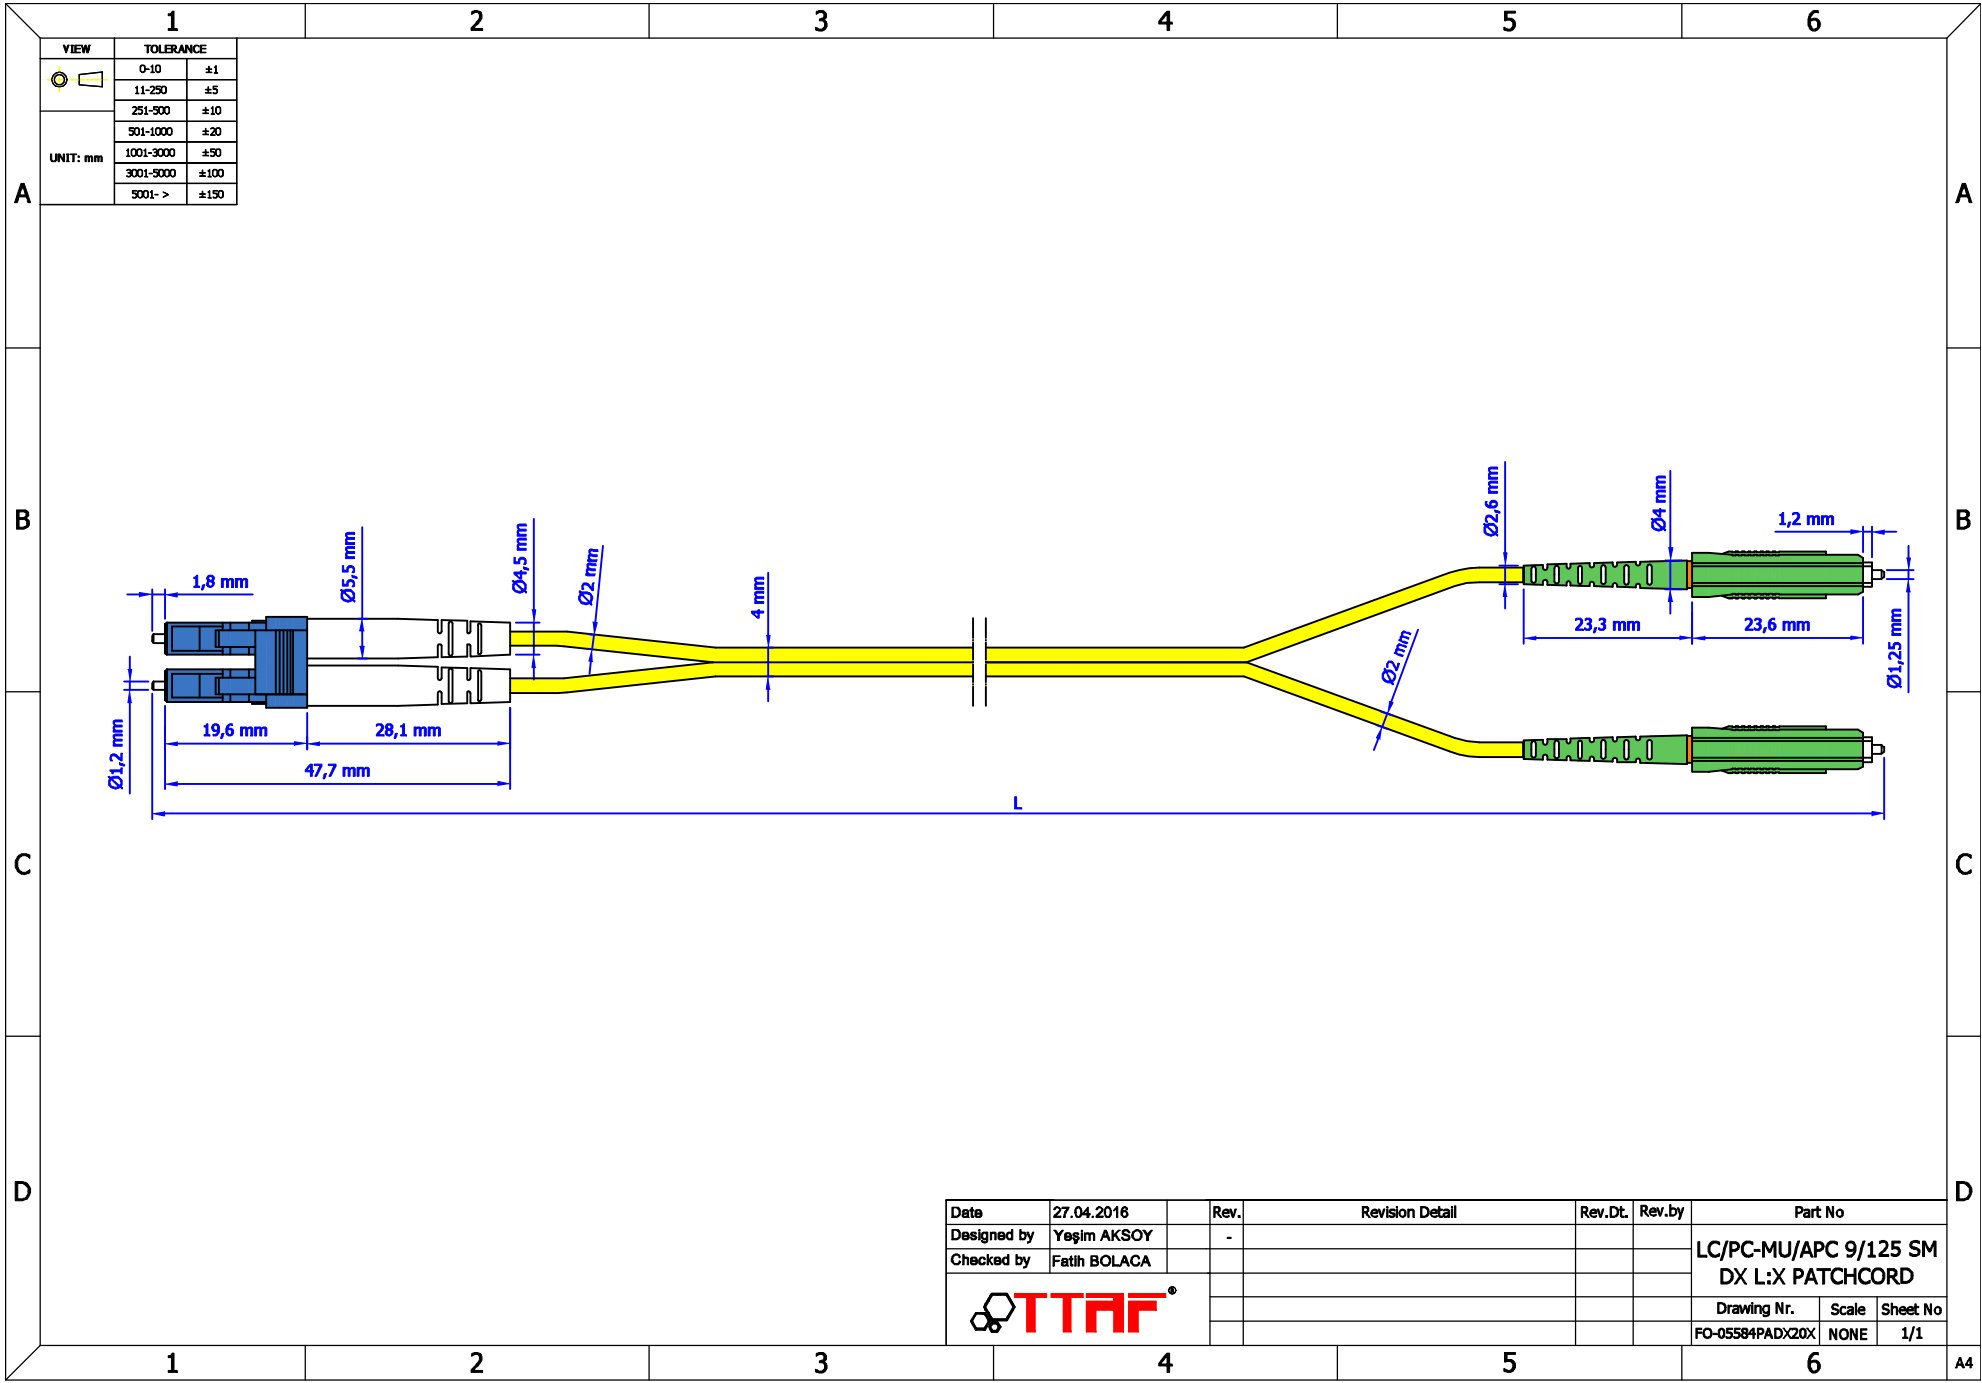 1 2 3 4 5 6
VIEW TOLERANCE
0-10 ±1
11-250 ±5
251-500 ±10
501-1000 ±20
UNIT: mm
1001-3000 ±50
3001-5000 ±100
5001- > ±150
A A
B B
C C
D D
1,8 mm
Ø5,5 mm
Ø4,5 mm
Ø2 mm
4 mm
Ø2,6 mm
Ø4 mm
1,2 mm
23,3 mm
23,6 mm
Ø1,25 mm
Ø2 mm
Ø1,2 mm
19,6 mm
28,1 mm
47,7 mm
L
Date 27.04.2016 Rev. Revision Detail Rev.Dt. Rev.by Part No
Designed by Yeşim AKSOY -
Checked by Fatih BOLACA
LC/PC-MU/APC 9/125 SM
DX L:X PATCHCORD
TTAF ®
Drawing Nr. Scale Sheet No
FO-05584PADX20X NONE 1/1
1 2 3 4 5 6 A4